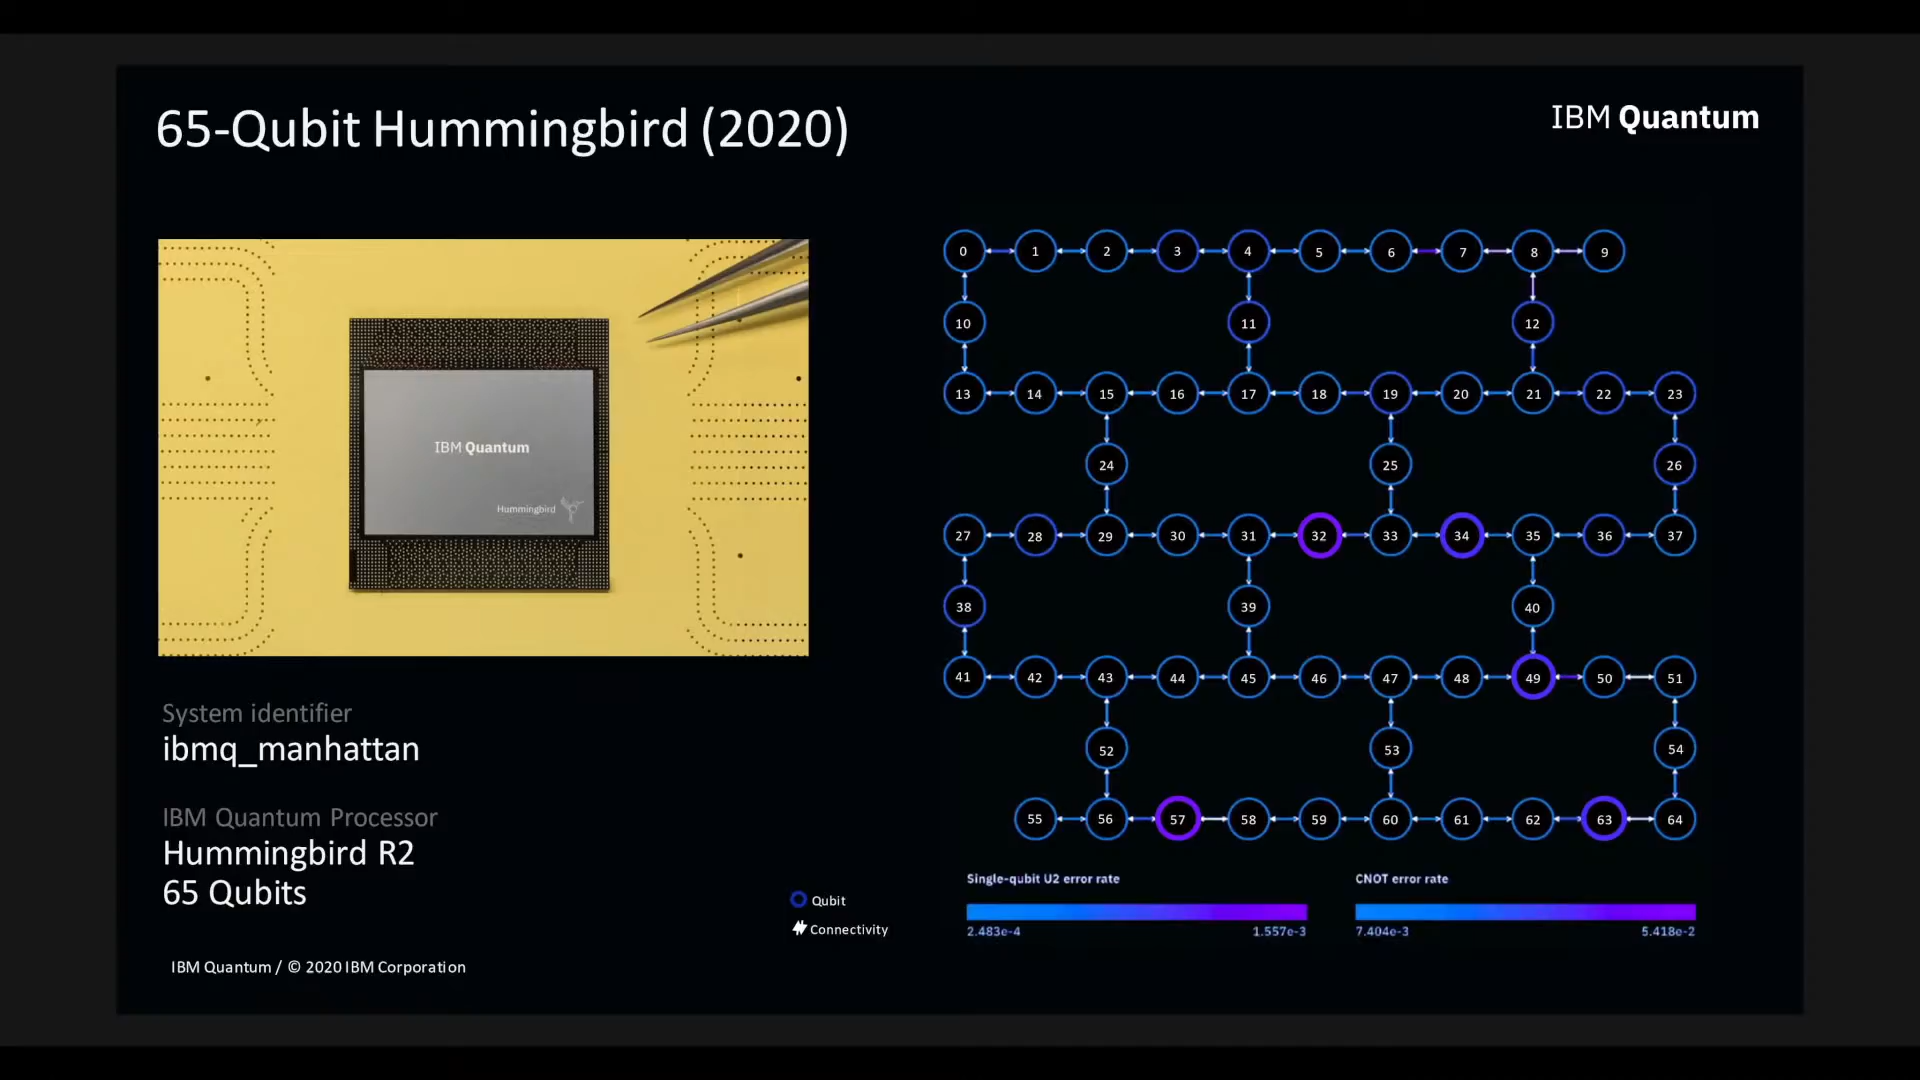 65-Qubit Hummingbird (2020)
IBM Quantum
IBM Quantum
Hummingbird
System identifier
ibmq_manhattan
IBM Quantum Processor
Hummingbird R2
65 Qubits
IBM Quantum / © 2020 IBM Corporation
0 1 2 3 4 5 6 7 8 9
10 11 12
13 14 15 16 17 18 19 20 21 22 23
24 25 26
27 28 29 30 31 32 33 34 35 36 37
38 39 40
41 42 43 44 45 46 47 48 49 50 51
52 53 54
55 56 57 58 59 60 61 62 63 64
Qubit
Connectivity
Single-qubit U2 error rate
2.483e-4 1.557e-3
CNOT error rate
7.404e-3 5.418e-2